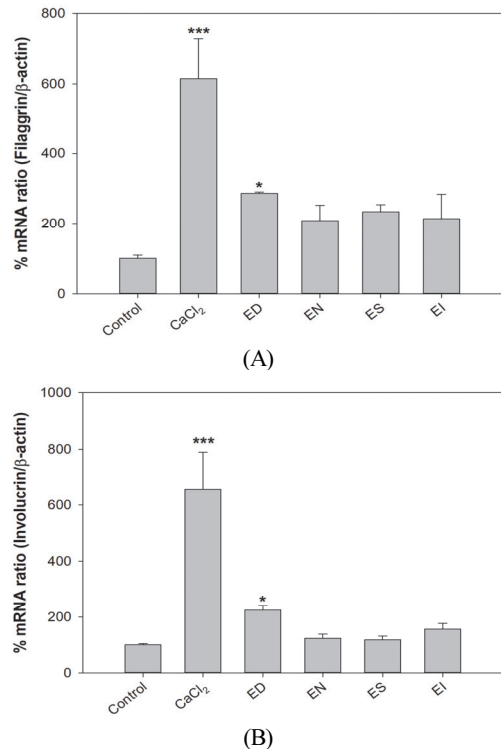 % mRNA ratio (Filaggrin/β-actin)
800
600
400
200
0
***
*
Control
CaCl₂
ED
EN
ES
EI
(A)
% mRNA ratio (Involucrin/β-actin)
1000
800
600
400
200
0
***
*
Control
CaCl₂
ED
EN
ES
EI
(B)